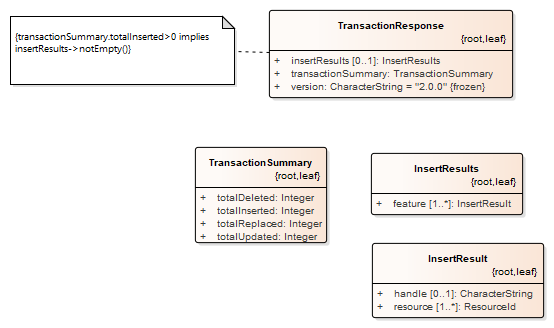 {transactionSummary.totalInserted>0 implies
insertResults->notEmpty()}
TransactionResponse
{root,leaf}
+ insertResults [0..1]: InsertResults
+ transactionSummary: TransactionSummary
+ version: CharacterString = "2.0.0" {frozen}
TransactionSummary
{root,leaf}
+ totalDeleted: Integer
+ totalInserted: Integer
+ totalReplaced: Integer
+ totalUpdated: Integer
InsertResults
{root,leaf}
+ feature [1..*]: InsertResult
InsertResult
{root,leaf}
+ handle [0..1]: CharacterString
+ resource [1..*]: ResourceId